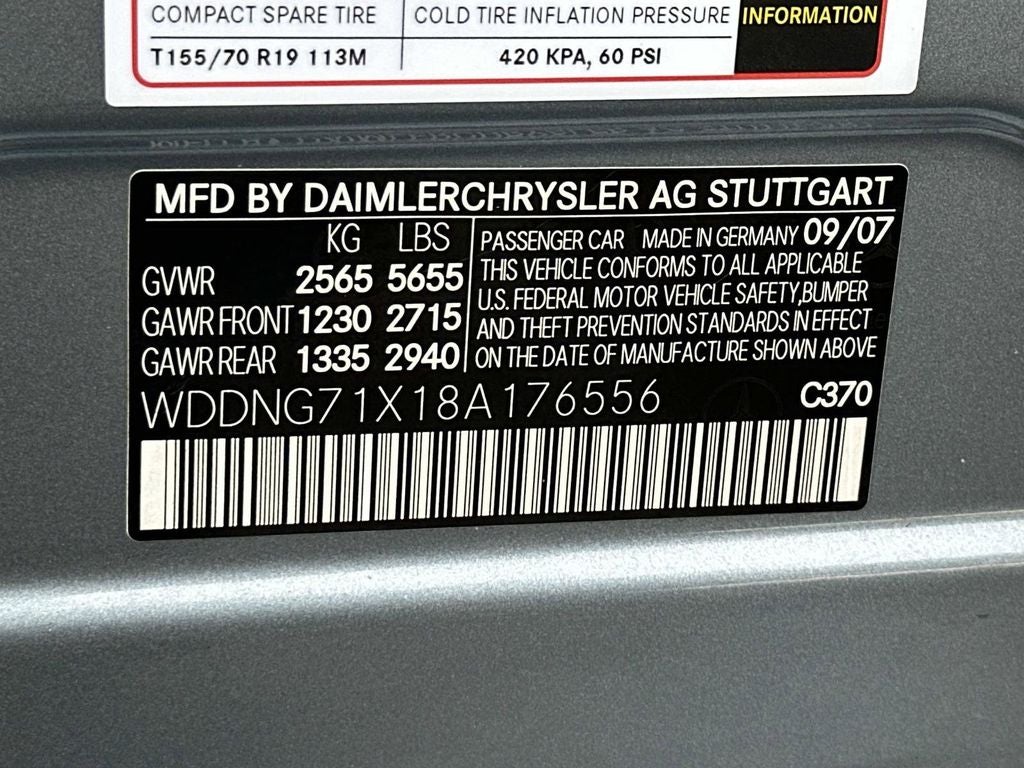 COMPACT SPARE TIRE COLD TIRE INFLATION PRESSURE INFORMATION
T155/70 R19 113M 420 KPA, 60 PSI
MFD BY DAIMLERCHRYSLER AG STUTTGART
KG LBS PASSENGER CAR MADE IN GERMANY 09/07
GVWR 2565 5655 THIS VEHICLE CONFORMS TO ALL APPLICABLE
U.S. FEDERAL MOTOR VEHICLE SAFETY,BUMPER
GAWR FRONT 1230 2715 AND THEFT PREVENTION STANDARDS IN EFFECT
GAWR REAR 1335 2940 ON THE DATE OF MANUFACTURE SHOWN ABOVE
WDDNG71X18A176556 C370